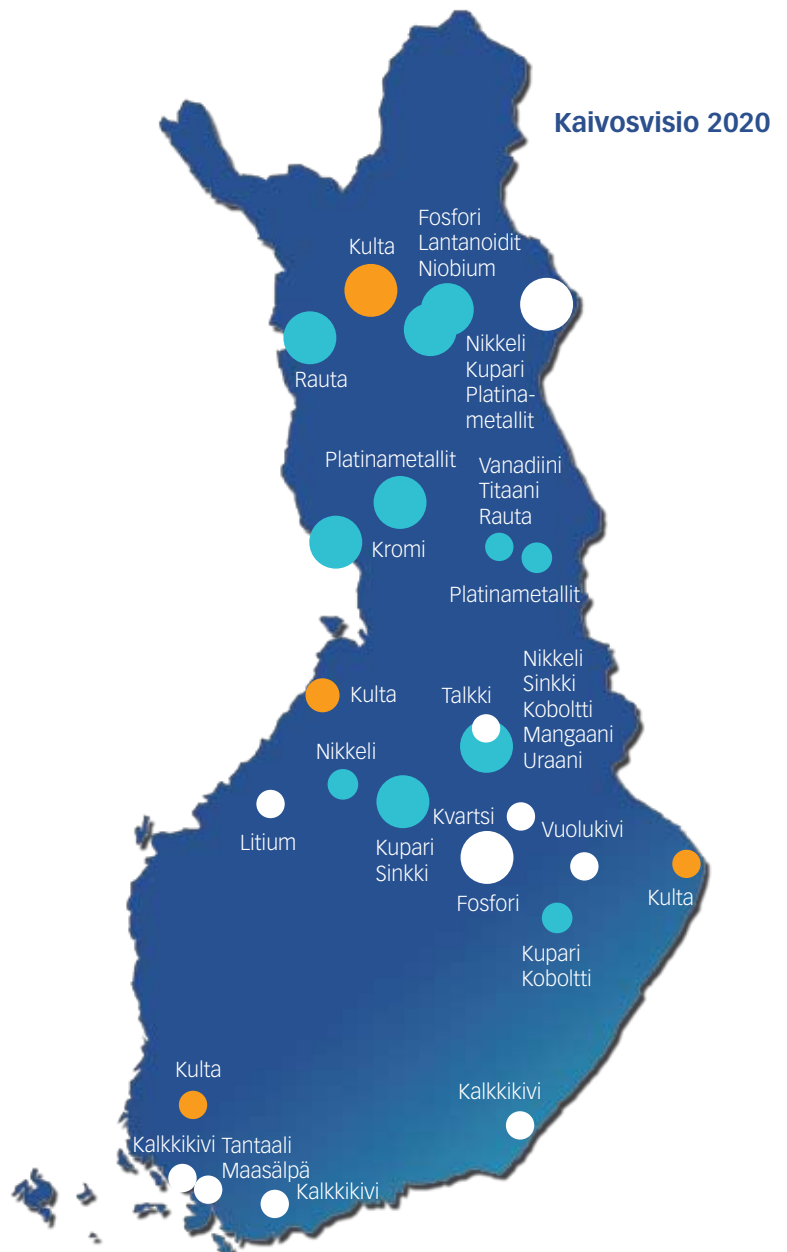 Kaivosvisio 2020
Fosfori
Lantanoidit
Niobium
Kulta
Nikkeli
Kupari
Platina-
metallit
Rauta
Platinametallit
Vanadiini
Titaani
Rauta
Kromi
Platinametallit
Nikkeli
Sinkki
Koboltti
Mangaani
Uraani
Kulta
Talkki
Nikkeli
Kvartsi
Vuolukivi
Litium
Kupari
Sinkki
Fosfori
Kulta
Kupari
Koboltti
Kulta
Kalkkikivi
Kalkkikivi
Tantaali
Maasälpä
Kalkkikivi